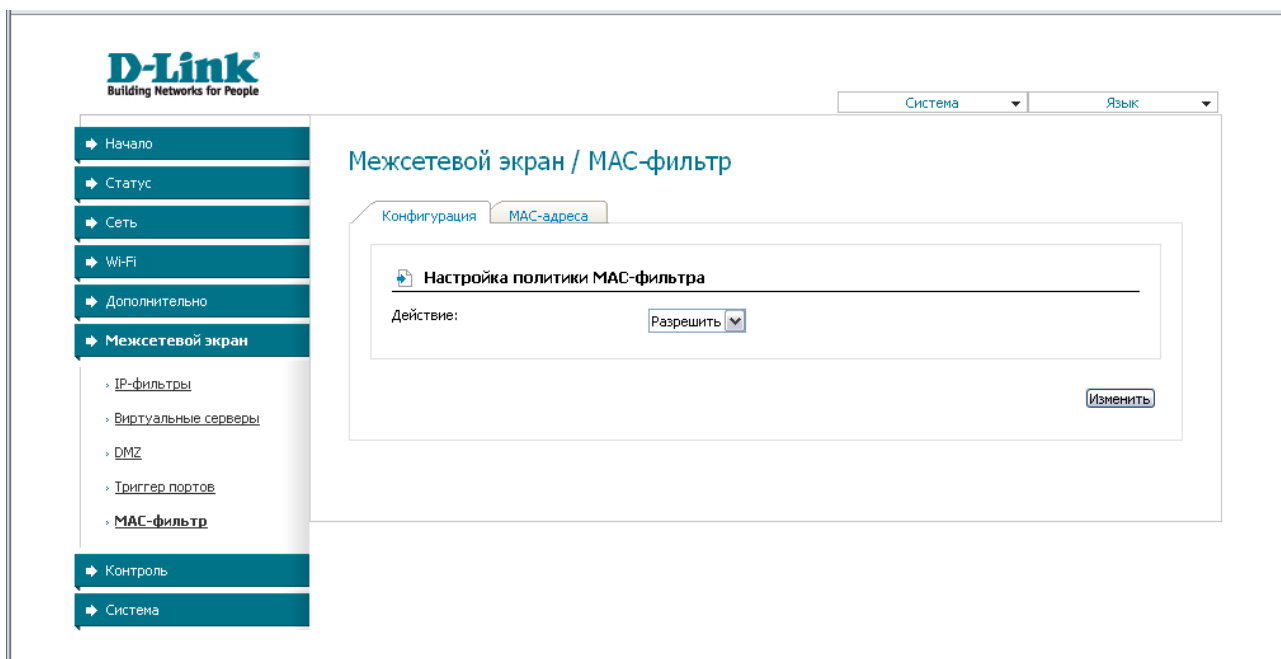 D-Link
Building Networks for People
Система
Язык
Начало
Статус
Сеть
Wi-Fi
Дополнительно
Межсетевой экран
IP-фильтры
Виртуальные серверы
DMZ
Триггер портов
MAC-фильтр
Контроль
Система
Межсетевой экран / MAC-фильтр
Конфигурация
MAC-адреса
Настройка политики MAC-фильтра
Действие:
Разрешить
Изменить